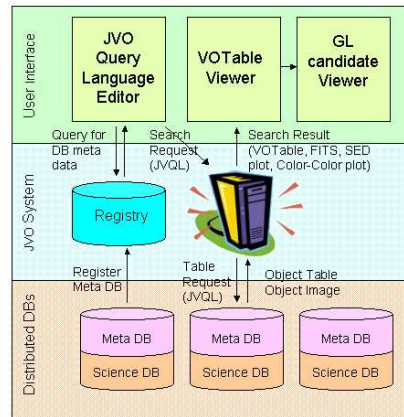 User Interface
JVO
Query
Language
Editor
VOTable
Viewer
GL
candidate
Viewer
Query for
DB meta
data
Search
Request
(JVQL)
Search Result
(VOTable, FITS, SED
plot, Color-Color plot)
JVO System
Registry
Register
Meta DB
Table
Request
(JVQL)
Object Table
Object Image
Distributed DBs
Meta DB
Science DB
Meta DB
Science DB
Meta DB
Science DB